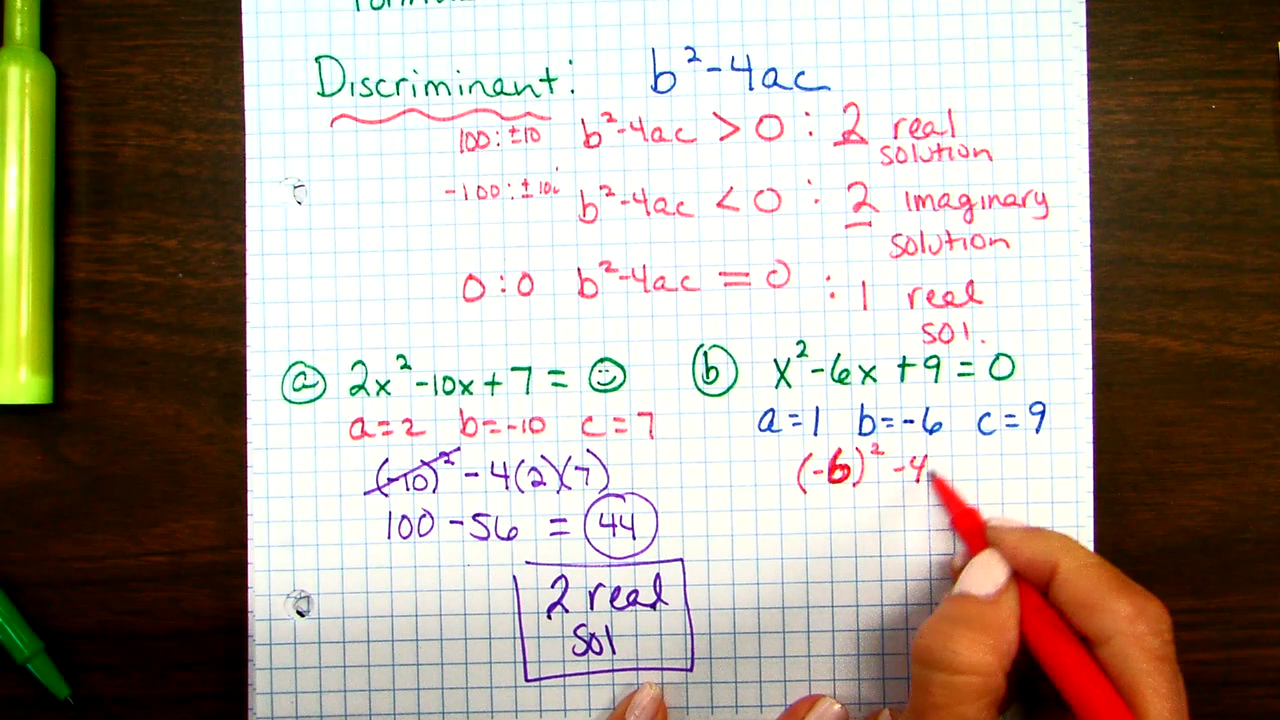 Discriminant: b²-4ac
100:±10 b²-4ac > 0 : 2 real solution
-100:±10i b²-4ac < 0 : 2 imaginary solution
0:0 b²-4ac = 0 : 1 real sol.
ⓐ 2x²-10x+7=☺
a=2 b=-10 c=7
(-10)²-4(2)(7)
100-56 = 44
2 real
sol
ⓑ x²-6x+9=0
a=1 b=-6 c=9
(-6)²-4